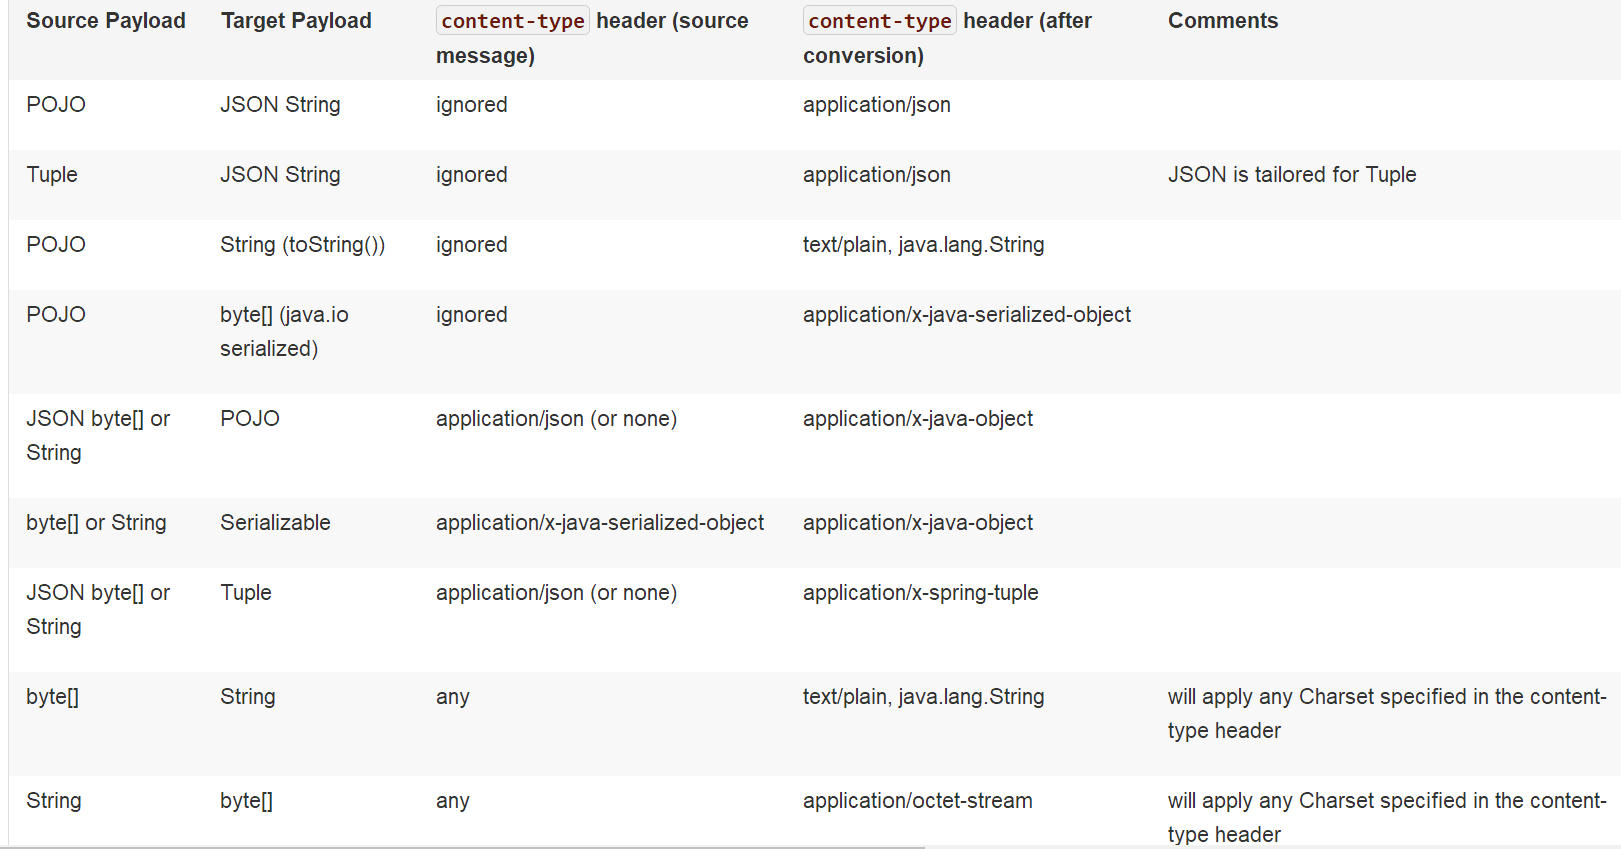 Source Payload Target Payload content-type header (source content-type header (after Comments
message) conversion)
POJO JSON String ignored application/json
Tuple JSON String ignored application/json JSON is tailored for Tuple
POJO String (toString()) ignored text/plain, java.lang.String
POJO byte[] (java.io ignored application/x-java-serialized-object
serialized)
JSON byte[] or POJO application/json (or none) application/x-java-object
String
byte[] or String Serializable application/x-java-serialized-object application/x-java-object
JSON byte[] or Tuple application/json (or none) application/x-spring-tuple
String
byte[] String any text/plain, java.lang.String will apply any Charset specified in the content-
type header
String byte[] any application/octet-stream will apply any Charset specified in the content-
type header